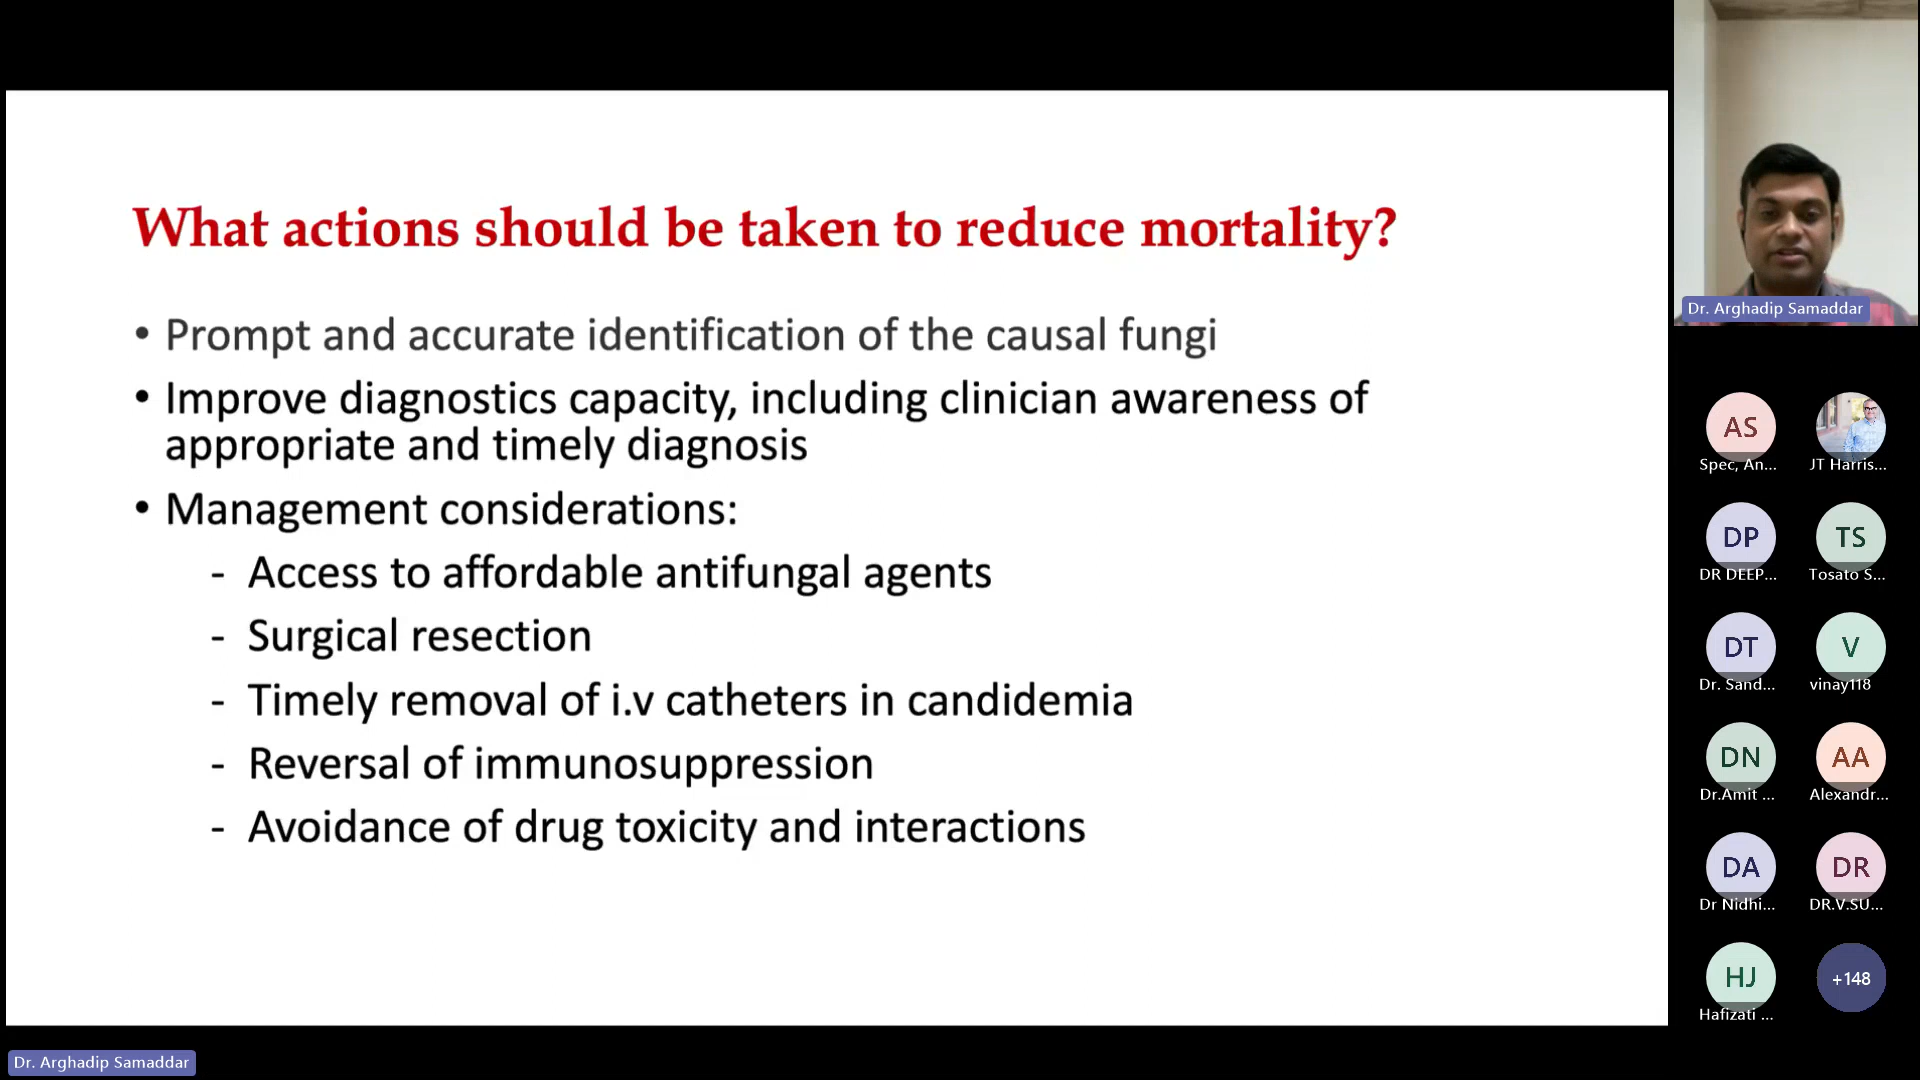 What actions should be taken to reduce mortality?
• Prompt and accurate identification of the causal fungi
• Improve diagnostics capacity, including clinician awareness of
appropriate and timely diagnosis
• Management considerations:
- Access to affordable antifungal agents
- Surgical resection
- Timely removal of i.v catheters in candidemia
- Reversal of immunosuppression
- Avoidance of drug toxicity and interactions
Dr. Arghadip Samaddar
Dr. Arghadip Samaddar
AS
Spec, An...
JT Harris...
DP
DR DEEP...
TS
Tosato S...
DT
Dr. Sand...
V
vinay118
DN
Dr.Amit ...
AA
Alexandr...
DA
Dr Nidhi...
DR
DR.V.SU...
HJ
Hafizati ...
+148